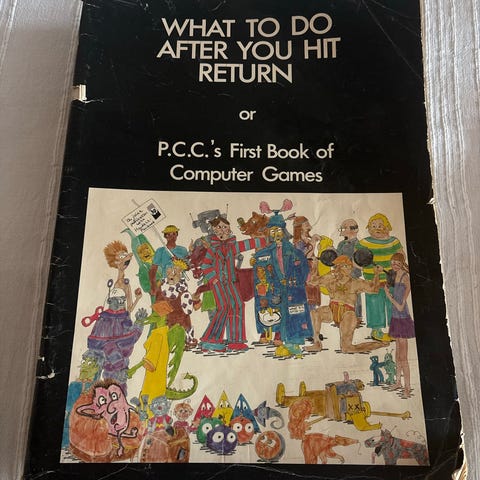 WHAT TO DO
AFTER YOU HIT
RETURN
or
P.C.C.'s First Book of
Computer Games